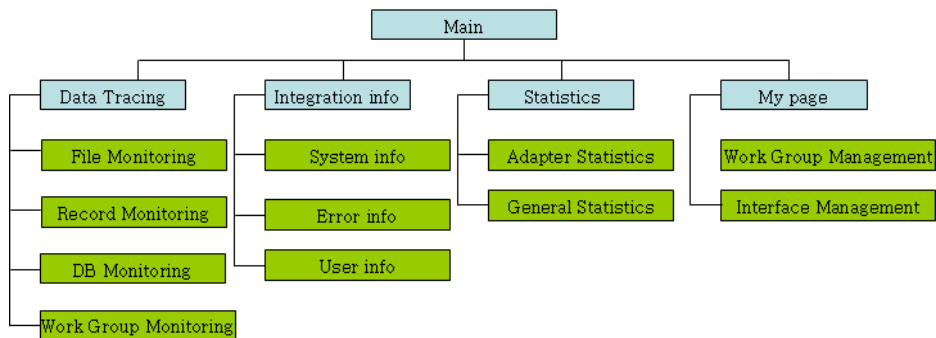 Main
Data Tracing
Integration info
Statistics
My page
File Monitoring
System info
Adapter Statistics
Work Group Management
Record Monitoring
Error info
General Statistics
Interface Management
DB Monitoring
User info
Work Group Monitoring